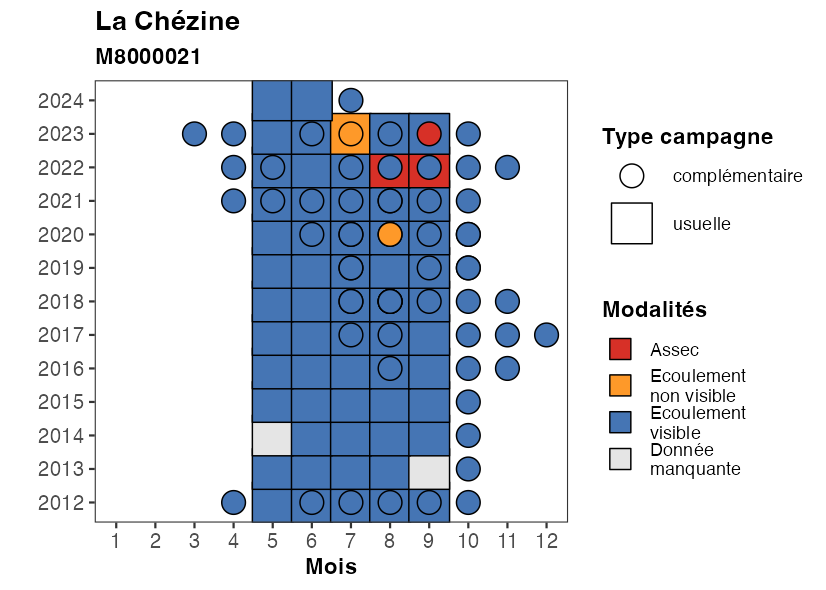 La Chézine
M8000021
2024
2023
2022
2021
2020
2019
2018
2017
2016
2015
2014
2013
2012
1 2 3 4 5 6 7 8 9 10 11 12
Mois
Type campagne
complémentaire
usuelle
Modalités
Assec
Ecoulement
non visible
Ecoulement
visible
Donnée
manquante